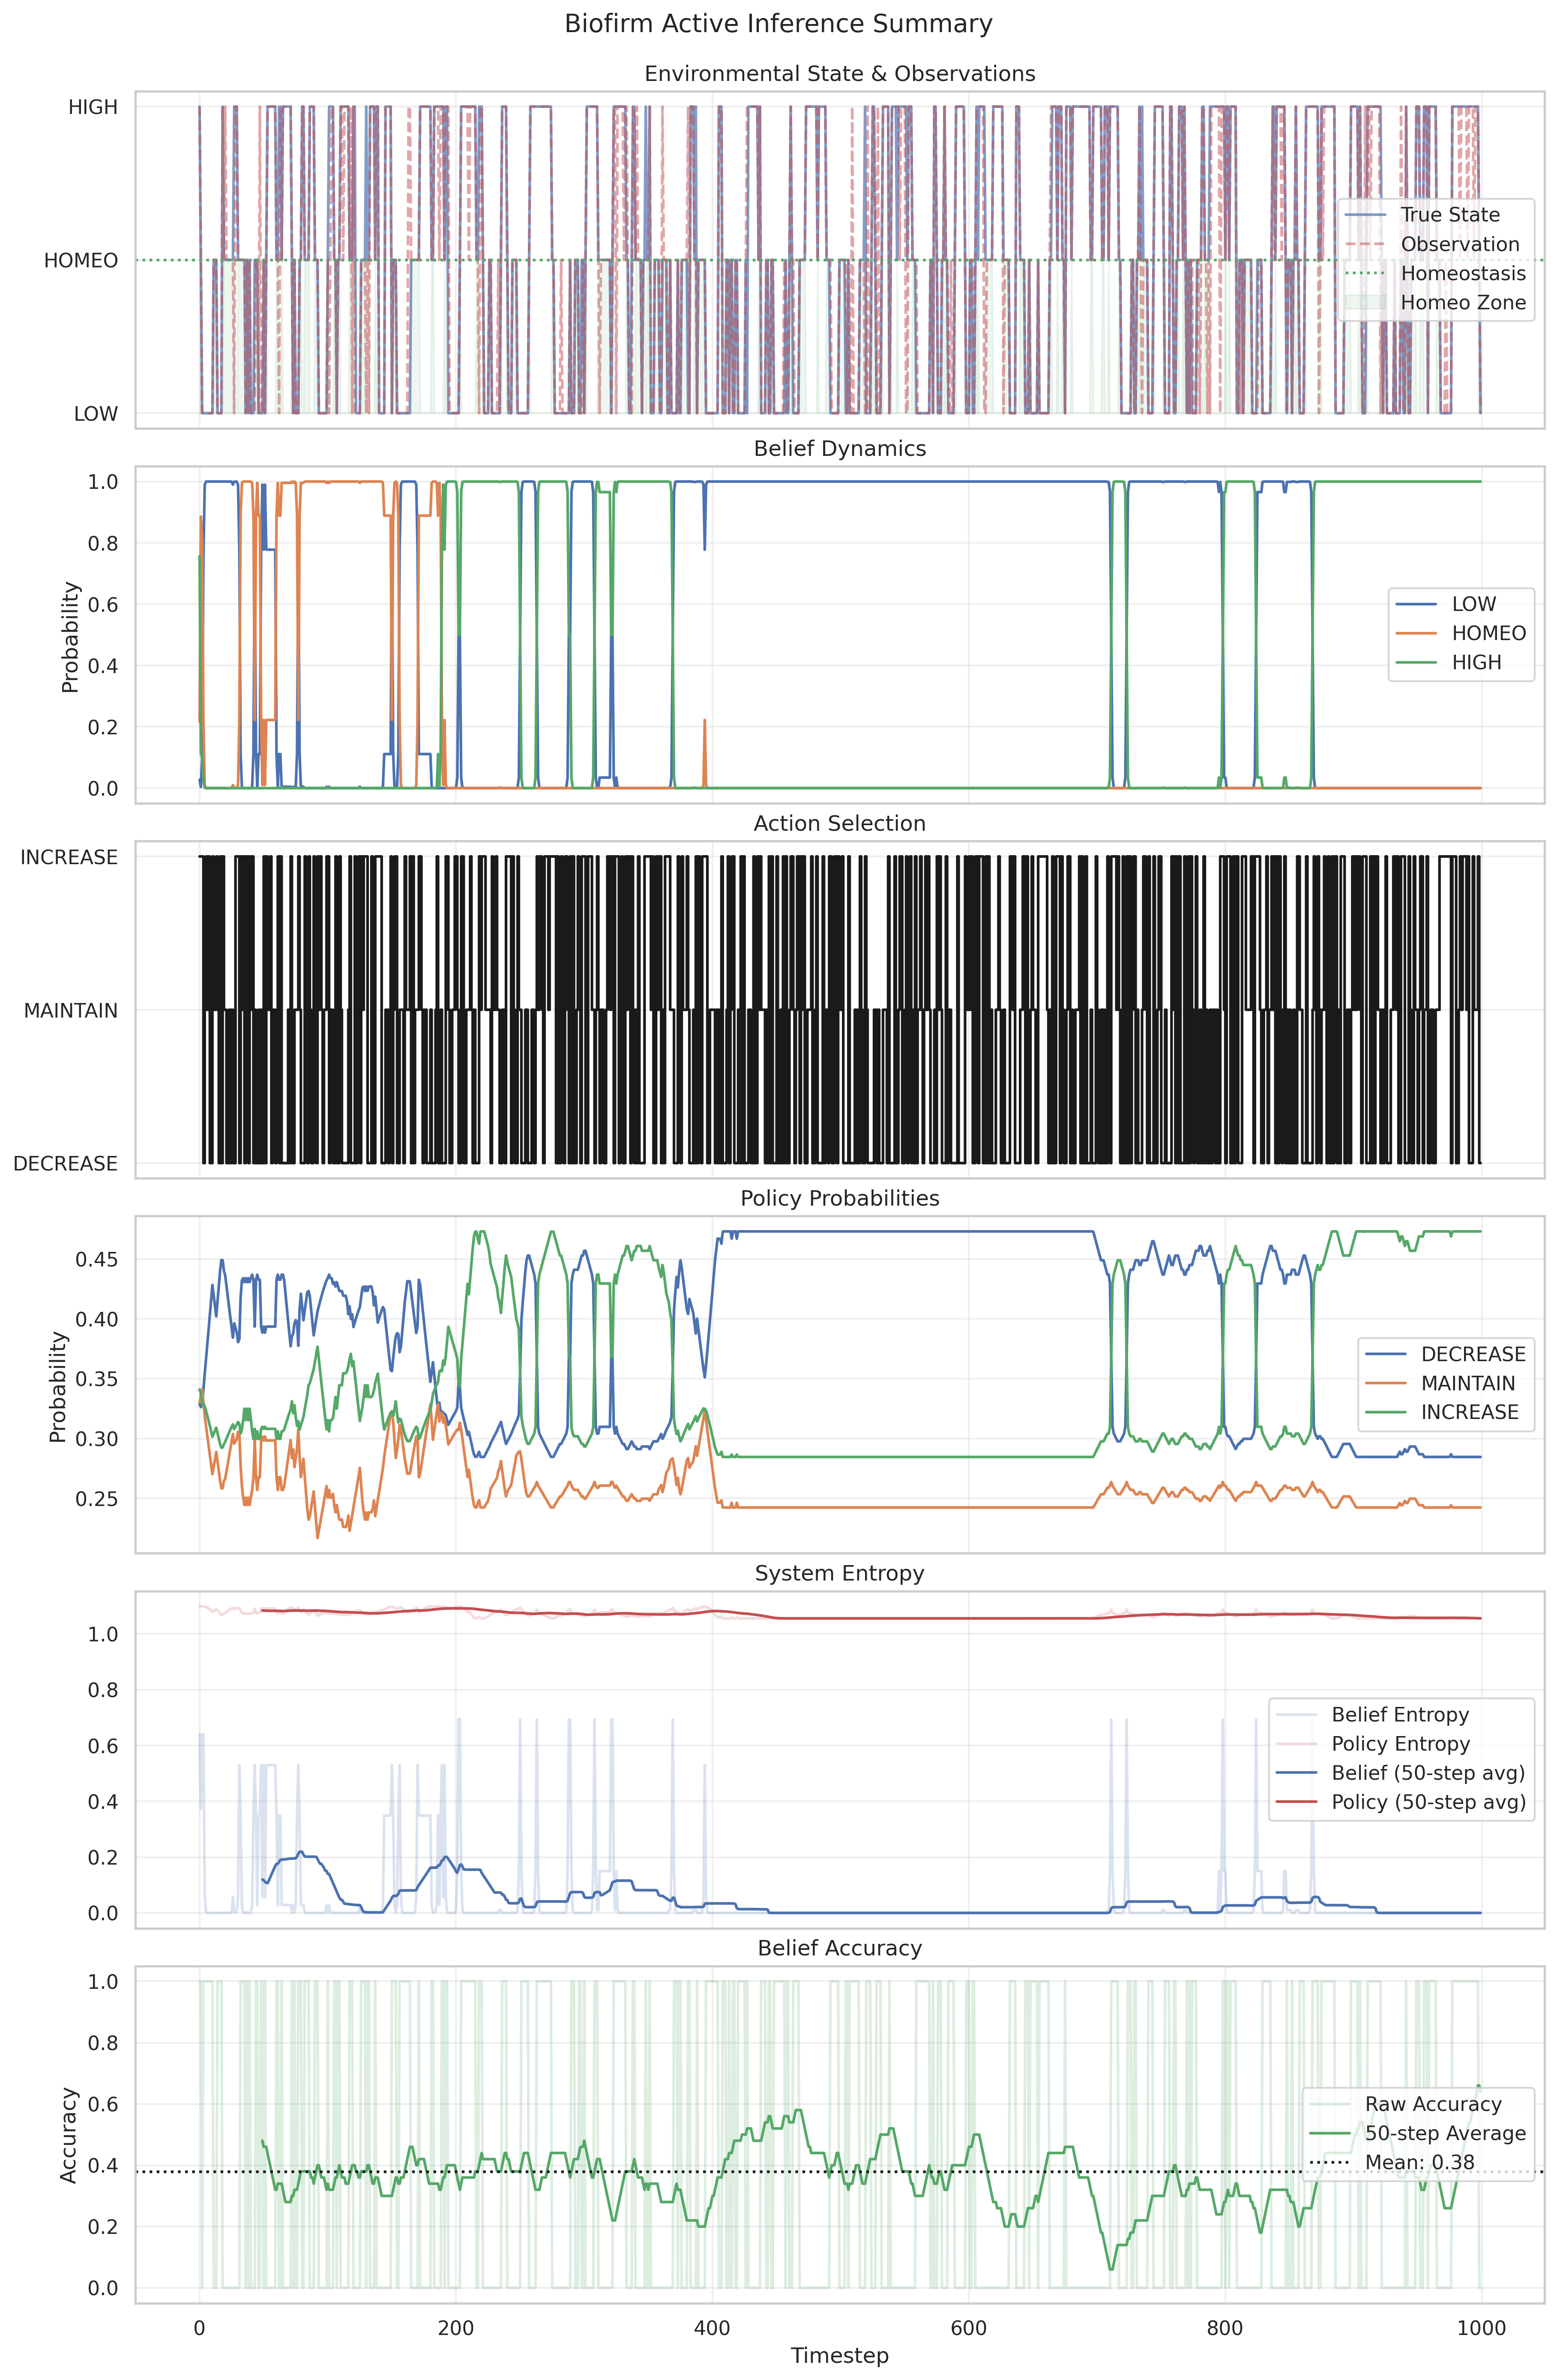 Biofirm Active Inference Summary
Environmental State & Observations
HIGH
HOMEO
LOW
True State
Observation
Homeostasis
Homeo Zone
Belief Dynamics
Probability
1.0
0.8
0.6
0.4
0.2
0.0
LOW
HOMEO
HIGH
Action Selection
INCREASE
MAINTAIN
DECREASE
Policy Probabilities
Probability
0.45
0.40
0.35
0.30
0.25
DECREASE
MAINTAIN
INCREASE
System Entropy
1.0
0.8
0.6
0.4
0.2
0.0
Belief Entropy
Policy Entropy
Belief (50-step avg)
Policy (50-step avg)
Belief Accuracy
Accuracy
1.0
0.8
0.6
0.4
0.2
0.0
Raw Accuracy
50-step Average
Mean: 0.38
0 200 400 600 800 1000
Timestep